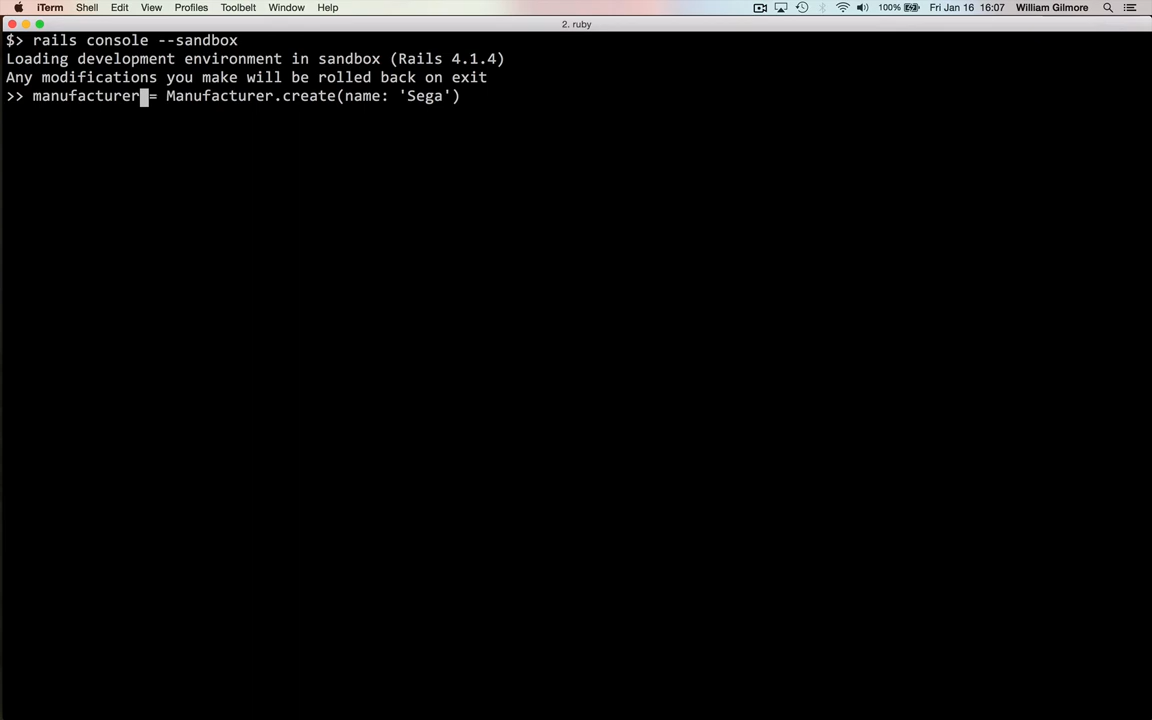 iTerm Shell Edit View Profiles Toolbelt Window Help 100% Fri Jan 16 16:07 William Gilmore
2. ruby
$> rails console --sandbox
Loading development environment in sandbox (Rails 4.1.4)
Any modifications you make will be rolled back on exit
>> manufacturer = Manufacturer.create(name: 'Sega')